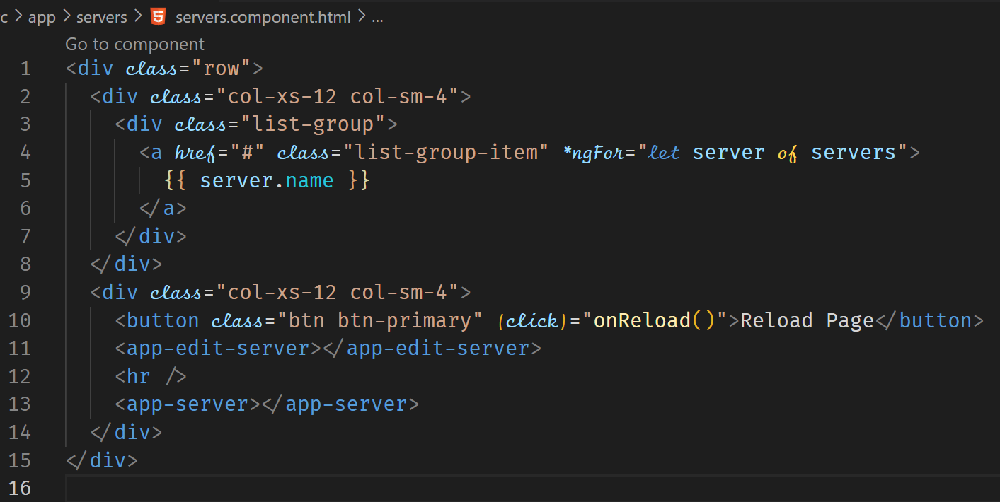 c > app > servers > servers.component.html > ...
Go to component
1 <div class="row">
2   <div class="col-xs-12 col-sm-4">
3     <div class="list-group">
4       <a href="#" class="list-group-item" *ngFor="let server of servers">
5         {{ server.name }}
6       </a>
7     </div>
8   </div>
9   <div class="col-xs-12 col-sm-4">
10     <button class="btn btn-primary" (click)="onReload()">Reload Page</button>
11     <app-edit-server></app-edit-server>
12     <hr />
13     <app-server></app-server>
14   </div>
15 </div>
16